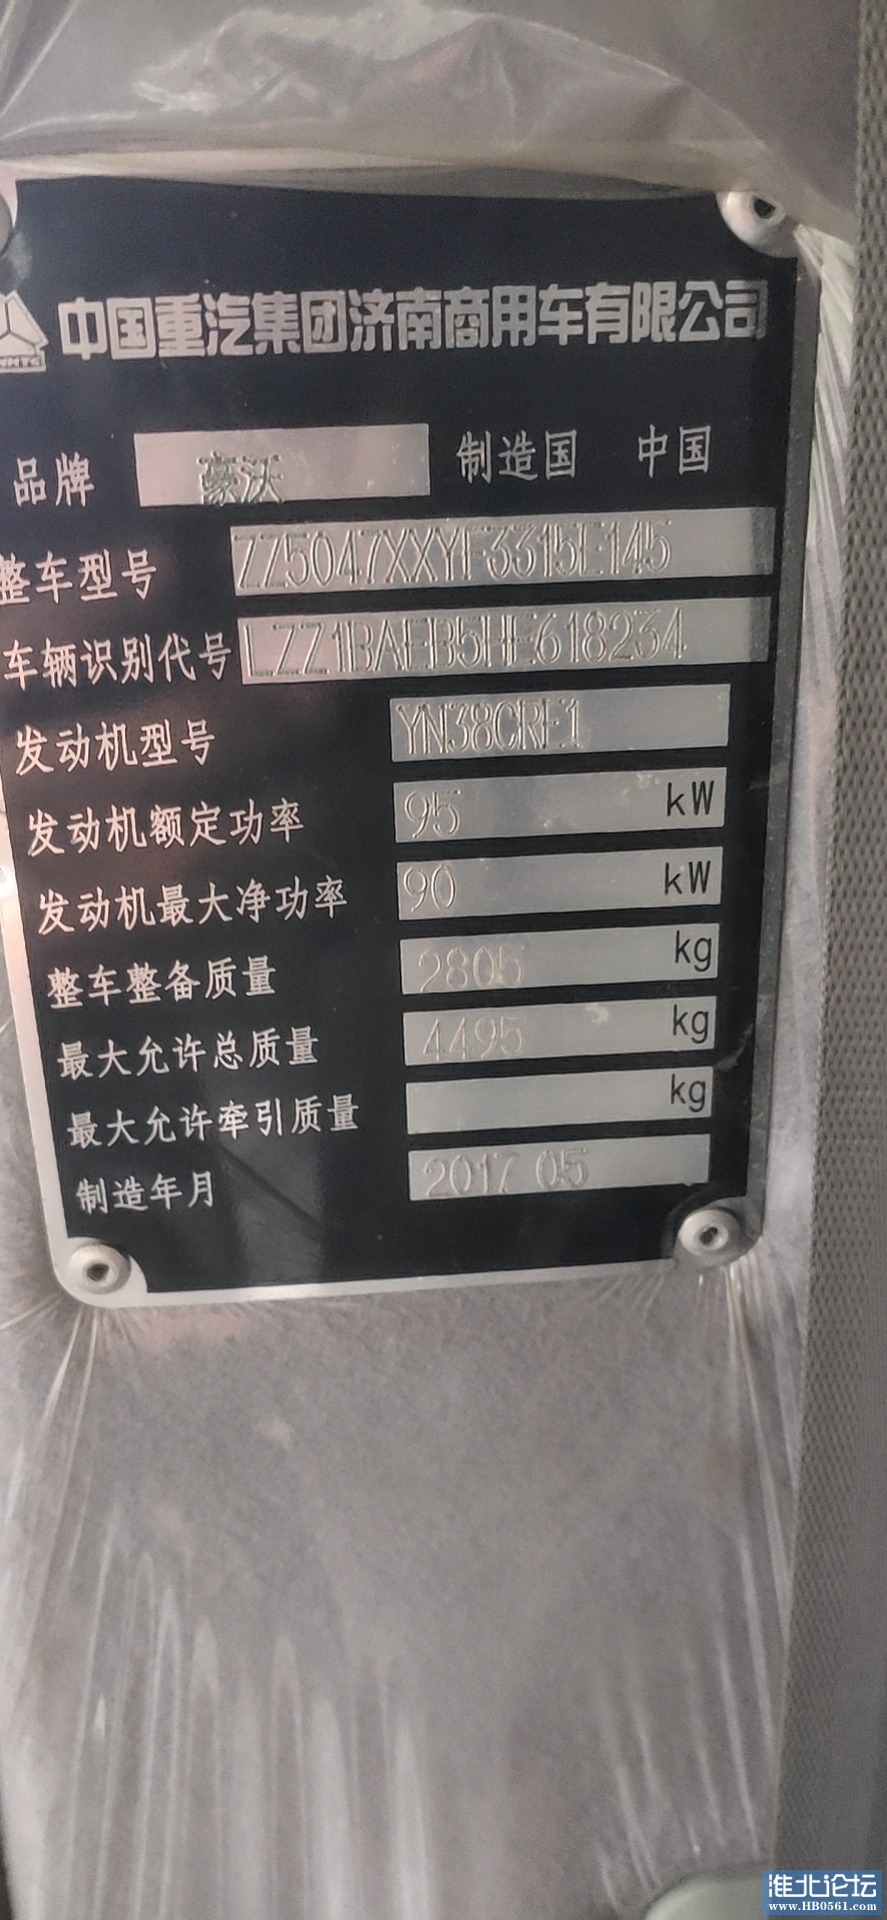 中国重汽集团济南商用车有限公司
品牌 豪沃 制造国 中国
整车型号 ZZ5047XXYF3315E145
车辆识别代号 LZZ1BAEB5HE618234
发动机型号 YN38CRE1
发动机额定功率 95 kW
发动机最大净功率 90 kW
整车整备质量 2805 kg
最大允许总质量 4495 kg
最大允许牵引质量 kg
制造年月 2017 05
淮北论坛
www.HB0561.com